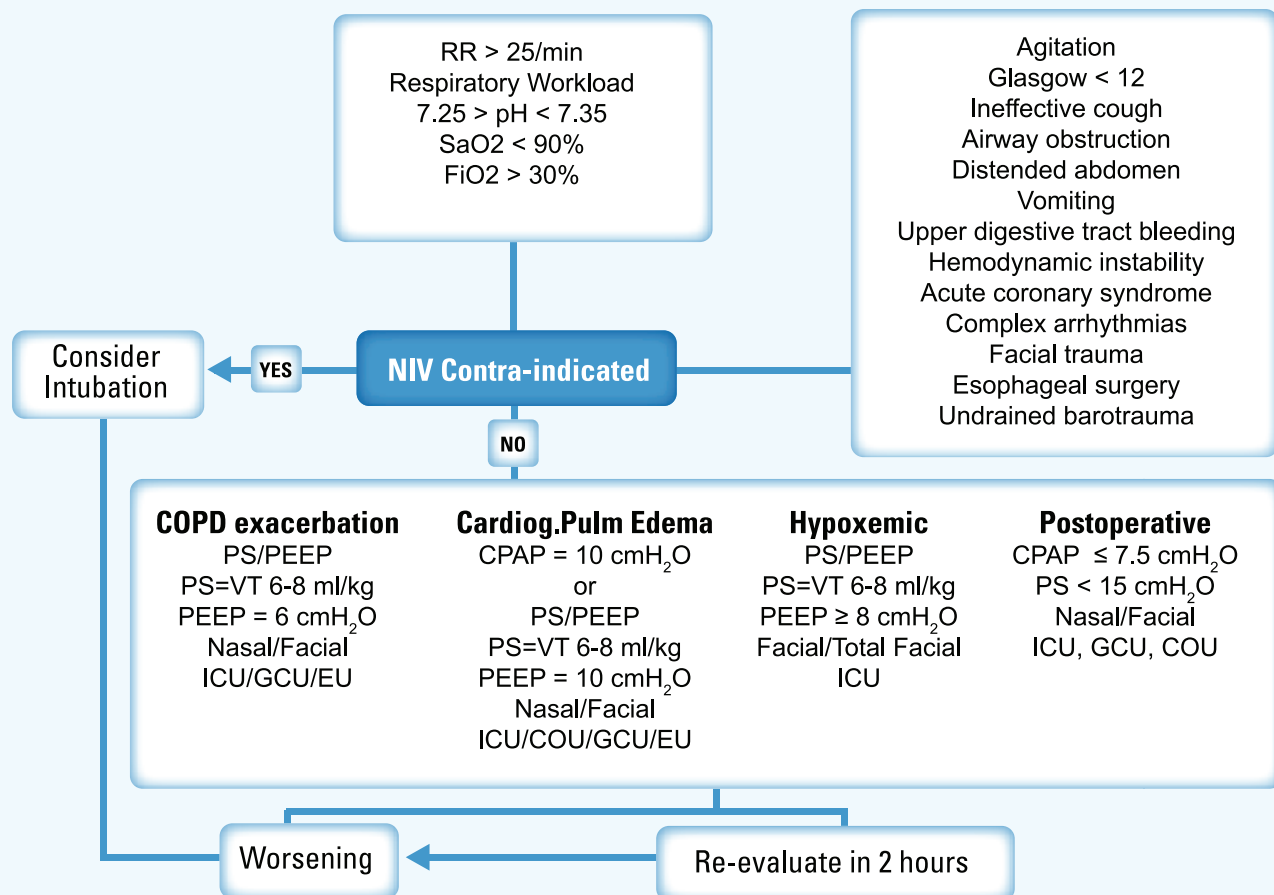 RR > 25/min
Respiratory Workload
7.25 > pH < 7.35
SaO2 < 90%
FiO2 > 30%
Agitation
Glasgow < 12
Ineffective cough
Airway obstruction
Distended abdomen
Vomiting
Upper digestive tract bleeding
Hemodynamic instability
Acute coronary syndrome
Complex arrhythmias
Facial trauma
Esophageal surgery
Undrained barotrauma
Consider
Intubation
YES
NIV Contra-indicated
NO
COPD exacerbation
PS/PEEP
PS=VT 6-8 ml/kg
PEEP = 6 cmH₂O
Nasal/Facial
ICU/GCU/EU
Cardiog.Pulm Edema
CPAP = 10 cmH₂O
or
PS/PEEP
PS=VT 6-8 ml/kg
PEEP = 10 cmH₂O
Nasal/Facial
ICU/COU/GCU/EU
Hypoxemic
PS/PEEP
PS=VT 6-8 ml/kg
PEEP ≥ 8 cmH₂O
Facial/Total Facial
ICU
Postoperative
CPAP ≤ 7.5 cmH₂O
PS < 15 cmH₂O
Nasal/Facial
ICU, GCU, COU
Worsening
Re-evaluate in 2 hours